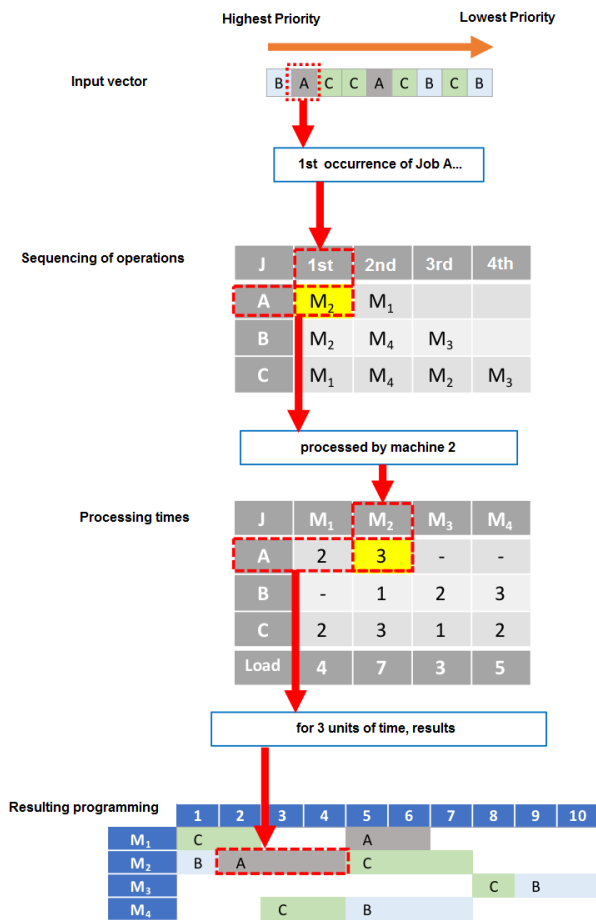 Highest Priority
Lowest Priority
Input vector
B A C C A C B C B
1st occurrence of Job A...
Sequencing of operations
J 1st 2nd 3rd 4th
A M2 M1
B M2 M4 M3
C M1 M4 M2 M3
processed by machine 2
Processing times
J M1 M2 M3 M4
A 2 3 - -
B - 1 2 3
C 2 3 1 2
Load 4 7 3 5
for 3 units of time, results
Resulting programming
1 2 3 4 5 6 7 8 9 10
M1 C A
M2 B A C
M3 C B
M4 C B